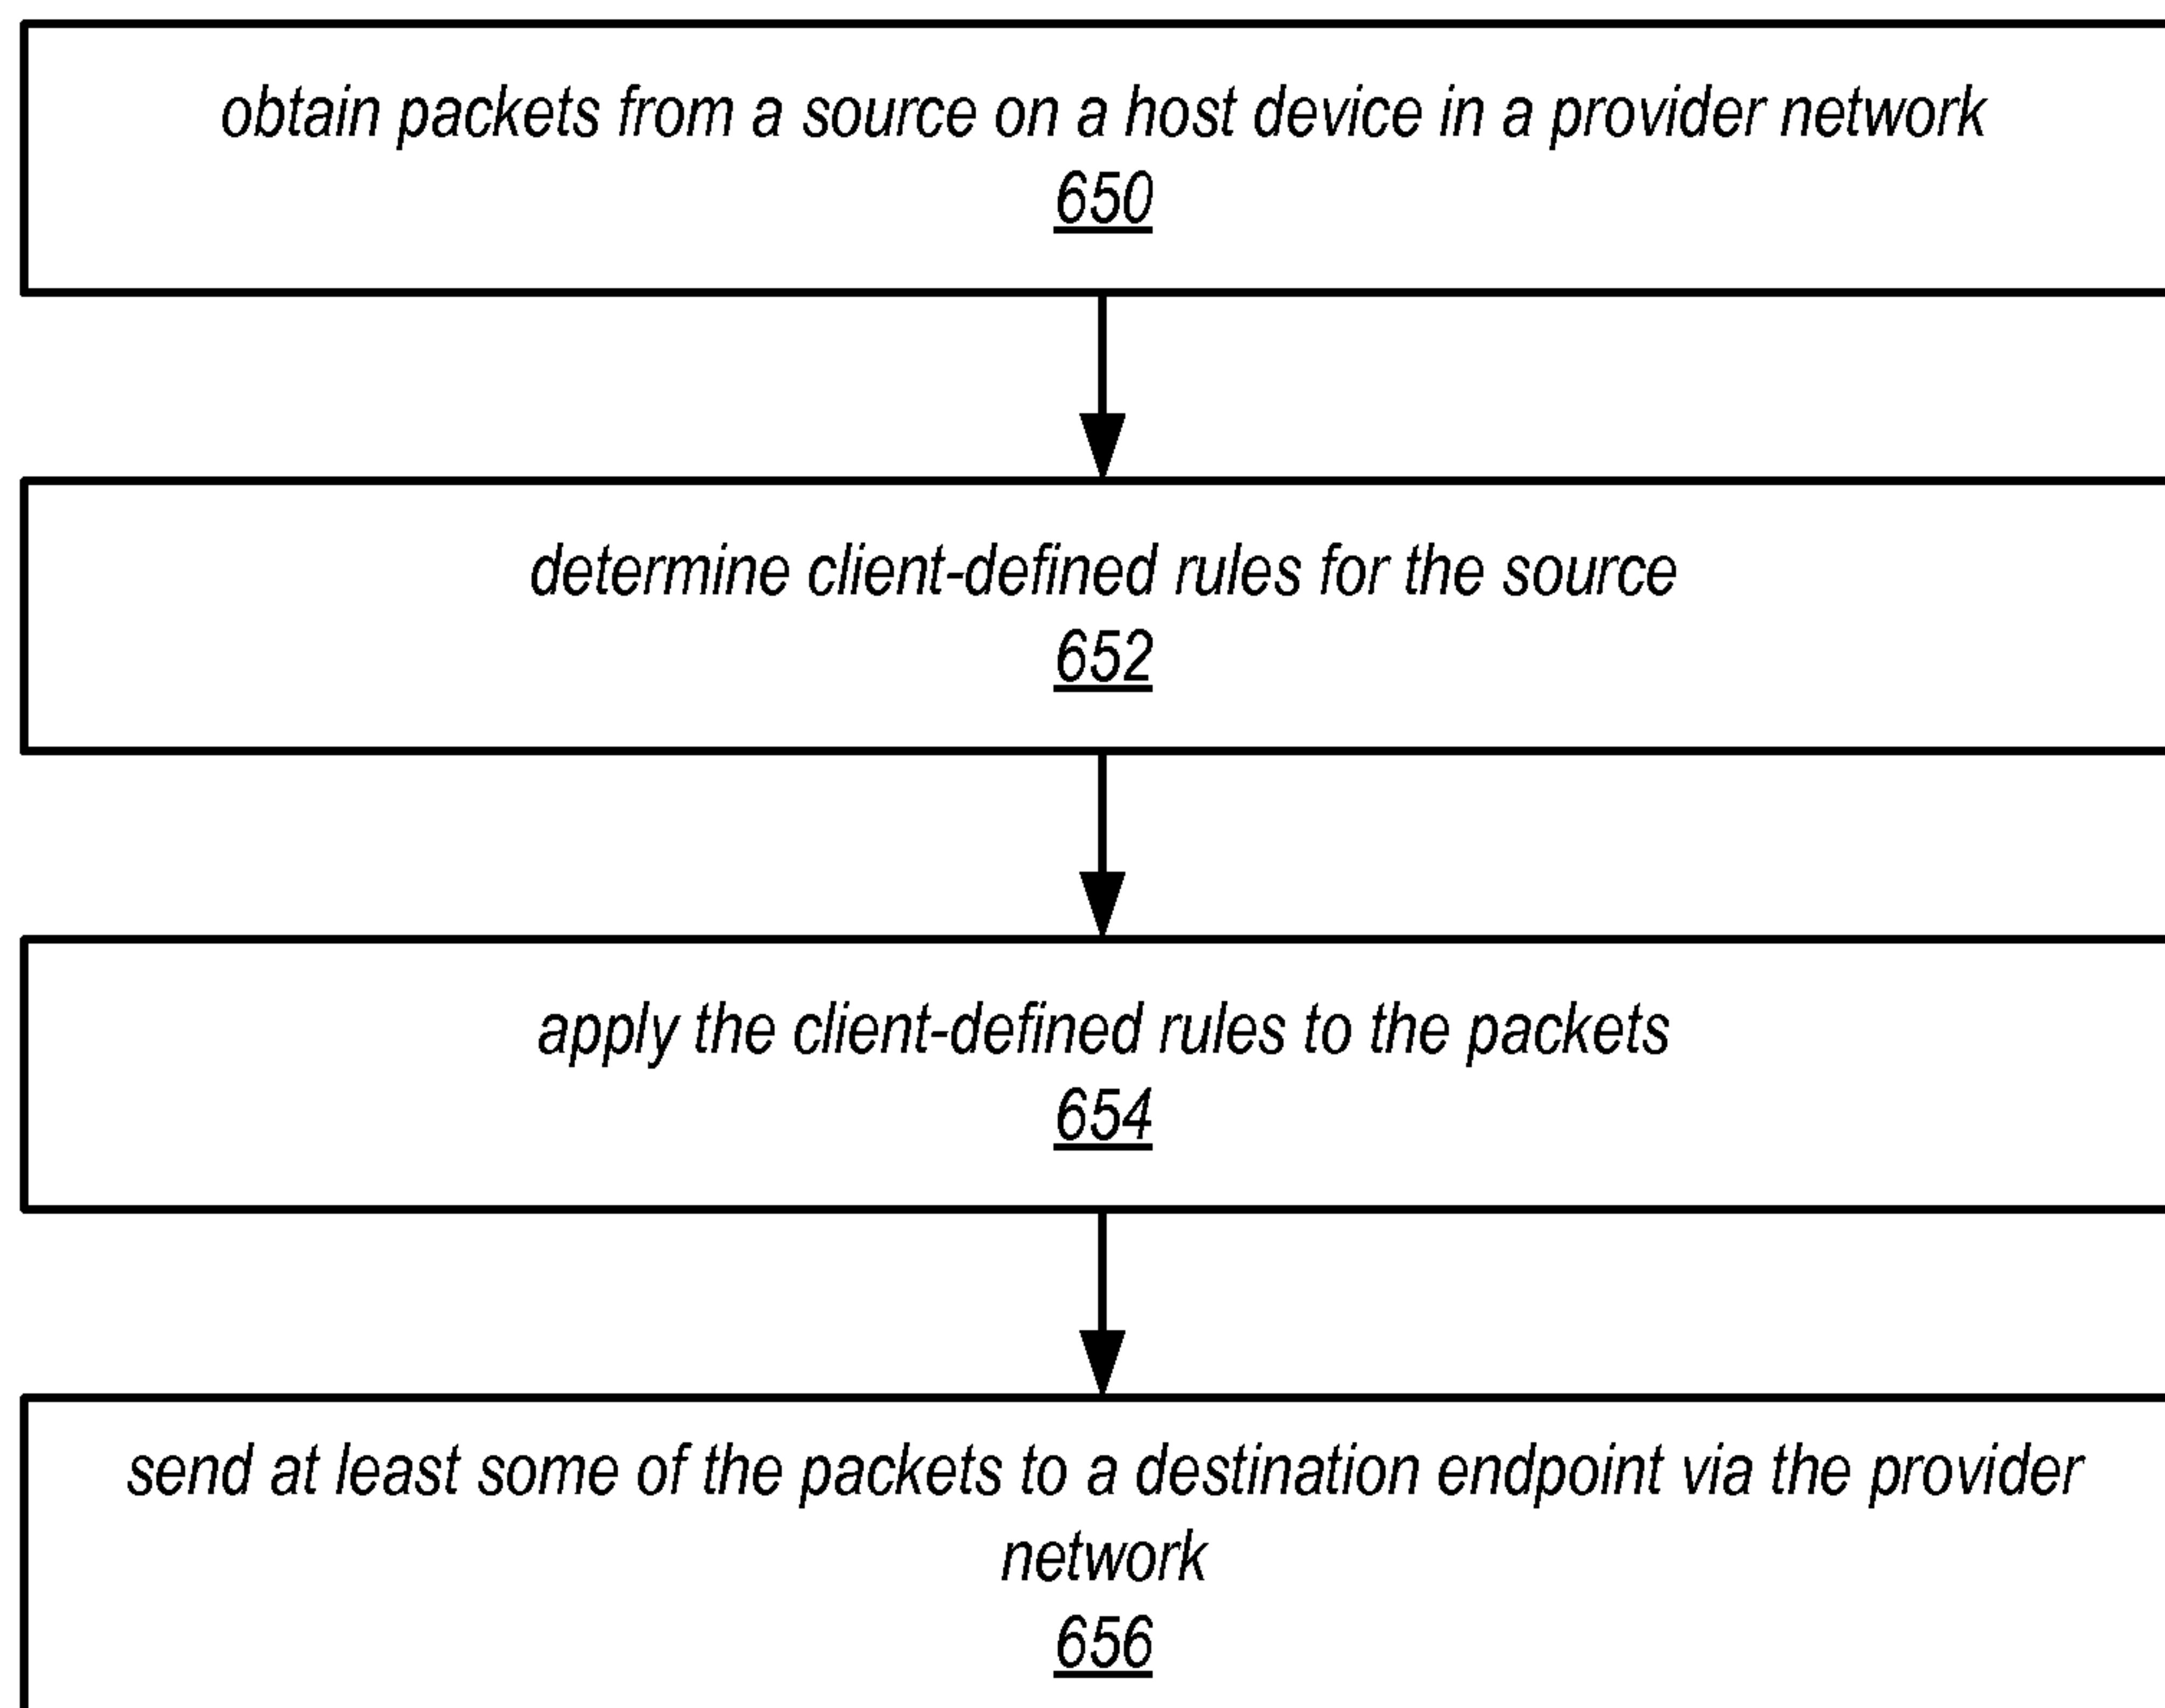 obtain packets from a source on a host device in a provider network
650
determine client-defined rules for the source
652
apply the client-defined rules to the packets
654
send at least some of the packets to a destination endpoint via the provider
network
656